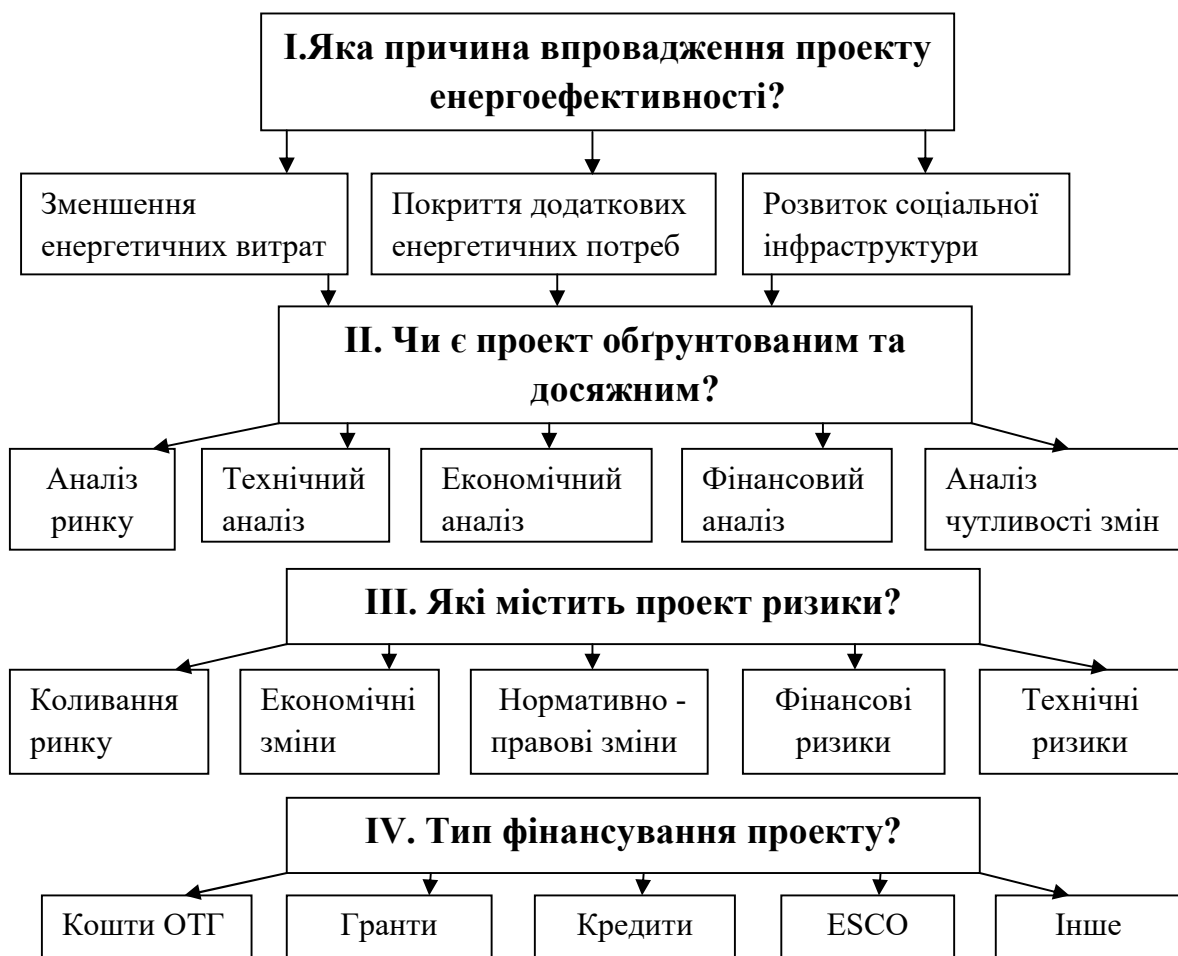 I.Яка причина впровадження проекту
енергоефективності?
Зменшення
енергетичних витрат
Покриття додаткових
енергетичних потреб
Розвиток соціальної
інфраструктури
II. Чи є проект обґрунтованим та
досяжним?
Аналіз
ринку
Технічний
аналіз
Економічний
аналіз
Фінансовий
аналіз
Аналіз
чутливості змін
III. Які містить проект ризики?
Коливання
ринку
Економічні
зміни
Нормативно -
правові зміни
Фінансові
ризики
Технічні
ризики
IV. Тип фінансування проекту?
Кошти ОТГ
Гранти
Кредити
ESCO
Інше